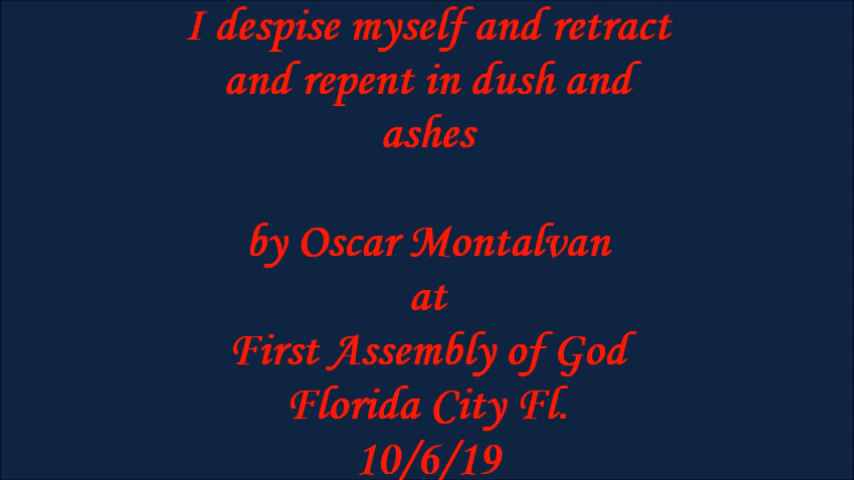 I despise myself and retract
and repent in dush and
ashes
by Oscar Montalvan
at
First Assembly of God
Florida City Fl.
10/6/19